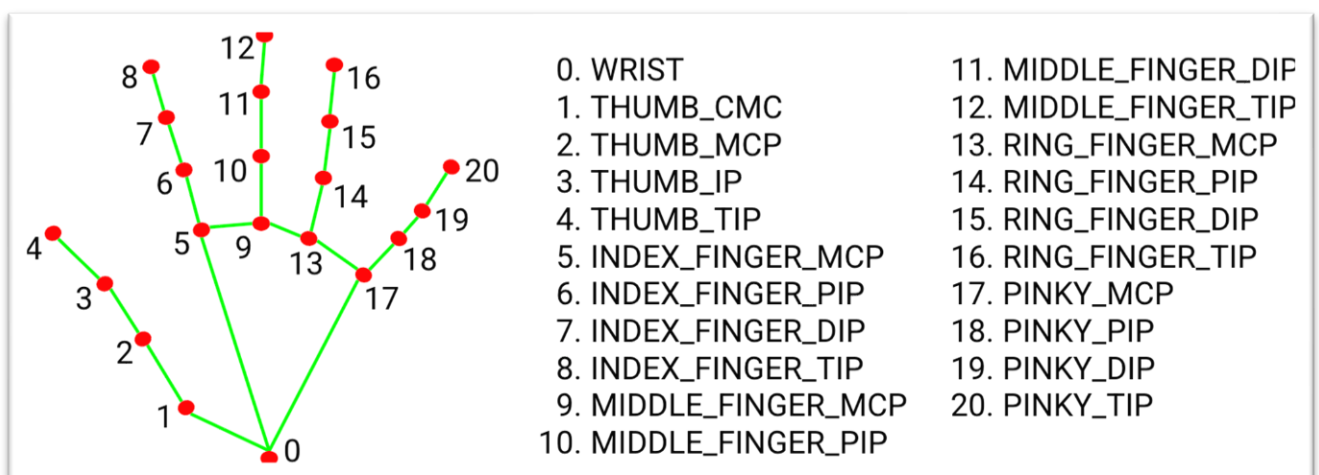 12
8
16
11
7
15
6
10
14
20
4
5
9
13
19
18
3
17
2
1
0
0. WRIST
1. THUMB_CMC
2. THUMB_MCP
3. THUMB_IP
4. THUMB_TIP
5. INDEX_FINGER_MCP
6. INDEX_FINGER_PIP
7. INDEX_FINGER_DIP
8. INDEX_FINGER_TIP
9. MIDDLE_FINGER_MCP
10. MIDDLE_FINGER_PIP
11. MIDDLE_FINGER_DIP
12. MIDDLE_FINGER_TIP
13. RING_FINGER_MCP
14. RING_FINGER_PIP
15. RING_FINGER_DIP
16. RING_FINGER_TIP
17. PINKY_MCP
18. PINKY_PIP
19. PINKY_DIP
20. PINKY_TIP